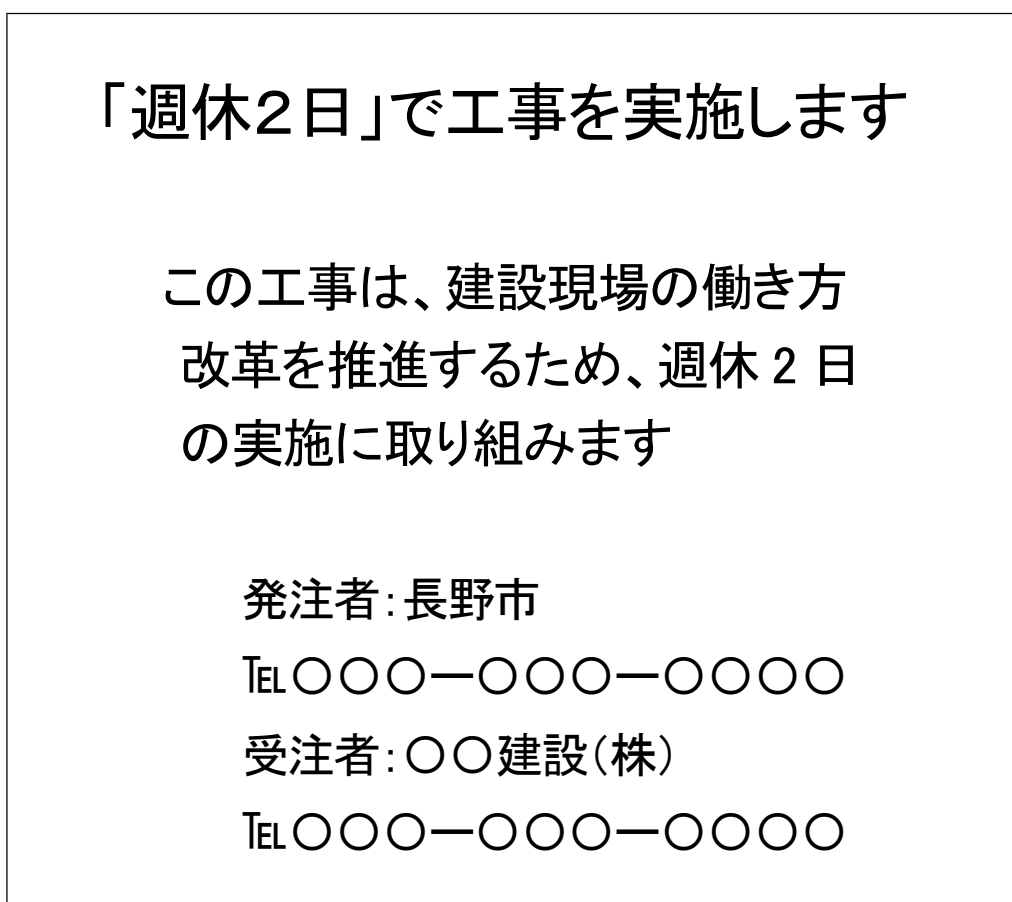 「週休２日」で工事を実施します
この工事は、建設現場の働き方
改革を推進するため、週休 2 日
の実施に取り組みます
発注者：長野市
℡〇〇〇ー〇〇〇ー〇〇〇〇
受注者：〇〇建設（株）
℡〇〇〇ー〇〇〇ー〇〇〇〇